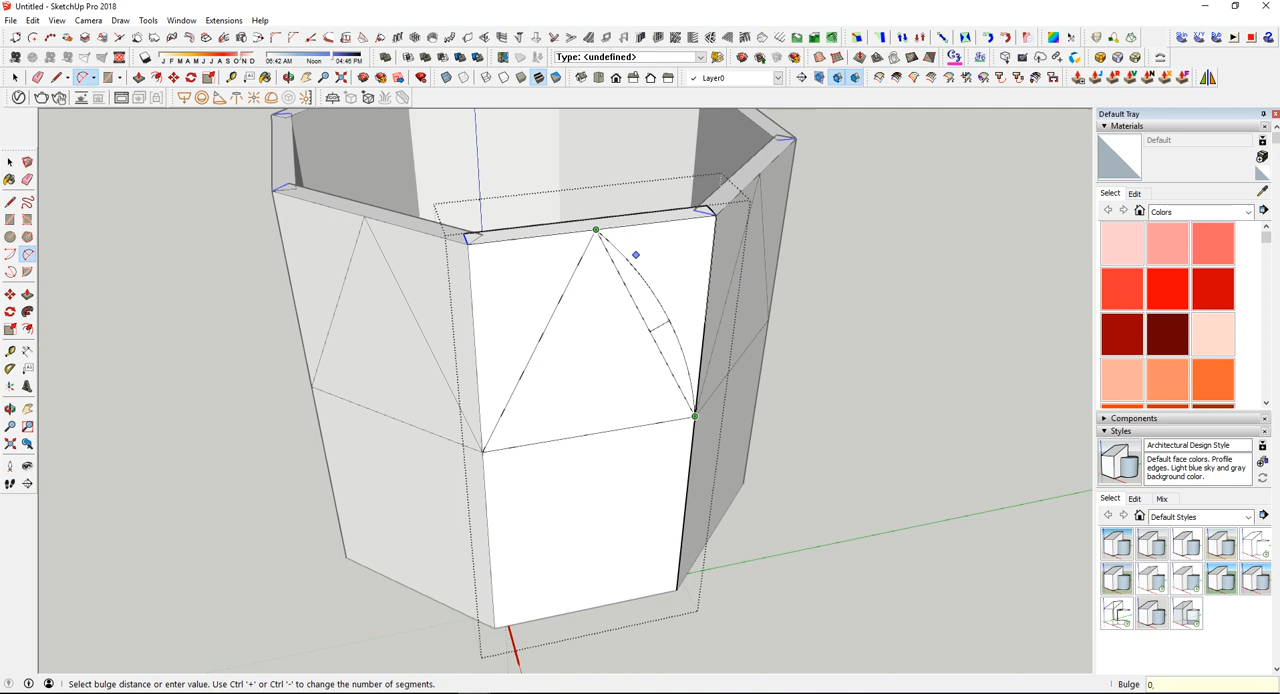 Untitled - SketchUp Pro 2018
File Edit View Camera Draw Tools Window Extensions Help
J F M A M J J A S O N D 06:42 AM Noon 04:46 PM Type: <undefined>
Layer0
Default Tray
Materials
Default
Select Edit
Colors
Components
Styles
Architectural Design Style
Default face colors. Profile edges. Light blue sky and gray background color.
Select Edit Mix
Default Styles
Select bulge distance or enter value. Use Ctrl '+' or Ctrl '-' to change the number of segments. Bulge 0,